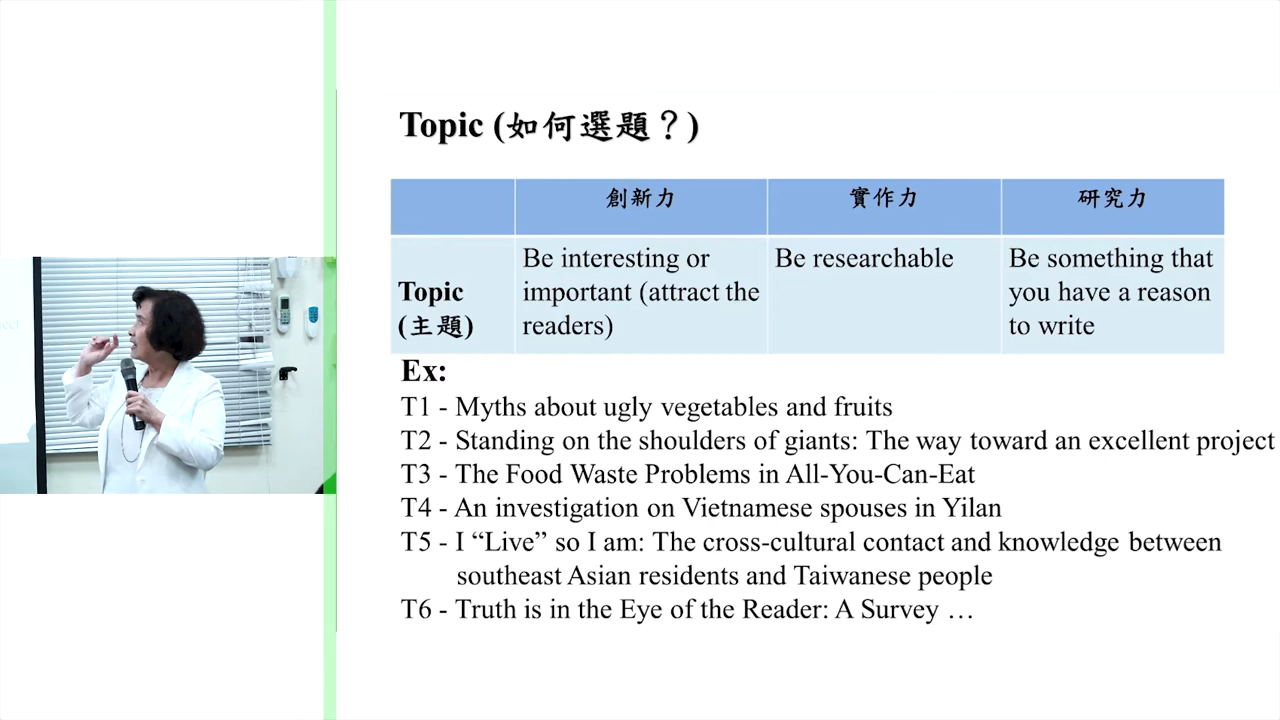 Topic (如何選題？)
創新力 實作力 研究力
Topic (主題)
Be interesting or important (attract the readers)
Be researchable
Be something that you have a reason to write
Ex:
T1 - Myths about ugly vegetables and fruits
T2 - Standing on the shoulders of giants: The way toward an excellent project
T3 - The Food Waste Problems in All-You-Can-Eat
T4 - An investigation on Vietnamese spouses in Yilan
T5 - I “Live” so I am: The cross-cultural contact and knowledge between
southeast Asian residents and Taiwanese people
T6 - Truth is in the Eye of the Reader: A Survey …